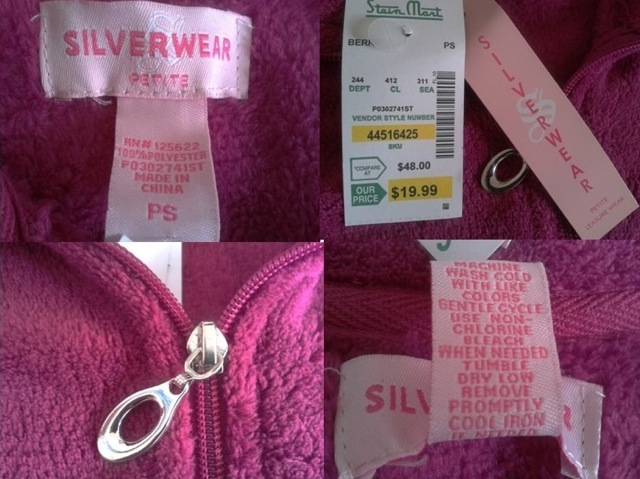 SILVERWEAR
PETITE
RN# 125622
100% POLYESTER
P0302741ST
MADE IN
CHINA
PS
Stein Mart
PS
244 412 311
DEPT CL SEA
P0302741ST
VENDOR STYLE NUMBER
44516425
SKU
*COMPARE AT $48.00
OUR PRICE $19.99
SILVERWEAR
PETITE
LEISURE WEAR
MACHINE
WASH COLD
WITH LIKE
COLORS
GENTLE CYCLE
USE NON-
CHLORINE
BLEACH
WHEN NEEDED
TUMBLE
DRY LOW
REMOVE
PROMPTLY
COOL IRON
SILV R